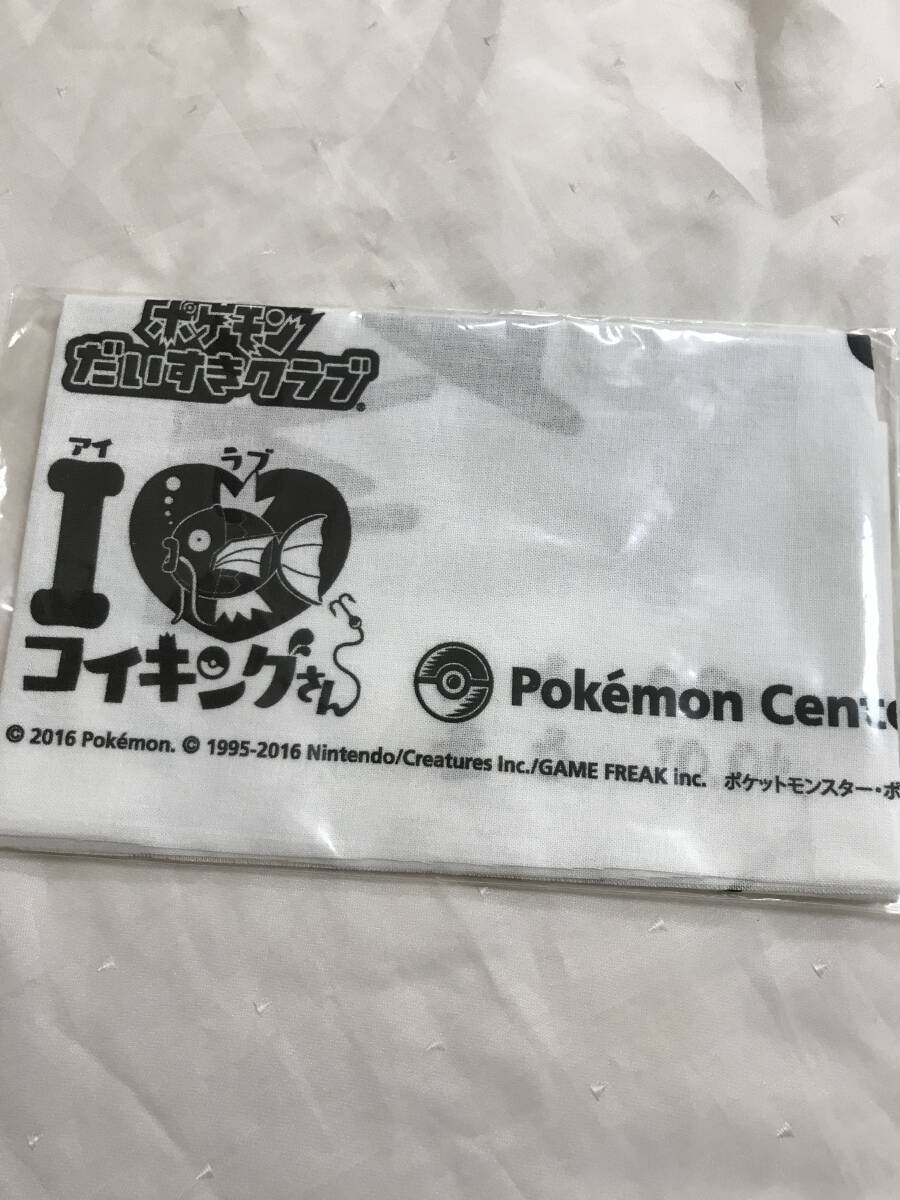 ポケモン
だいすきクラブ®
アイ ラブ
I
コイキングさん
Pokémon Cente
© 2016 Pokémon. © 1995-2016 Nintendo/Creatures Inc./GAME FREAK inc. ポケットモンスター・ポ